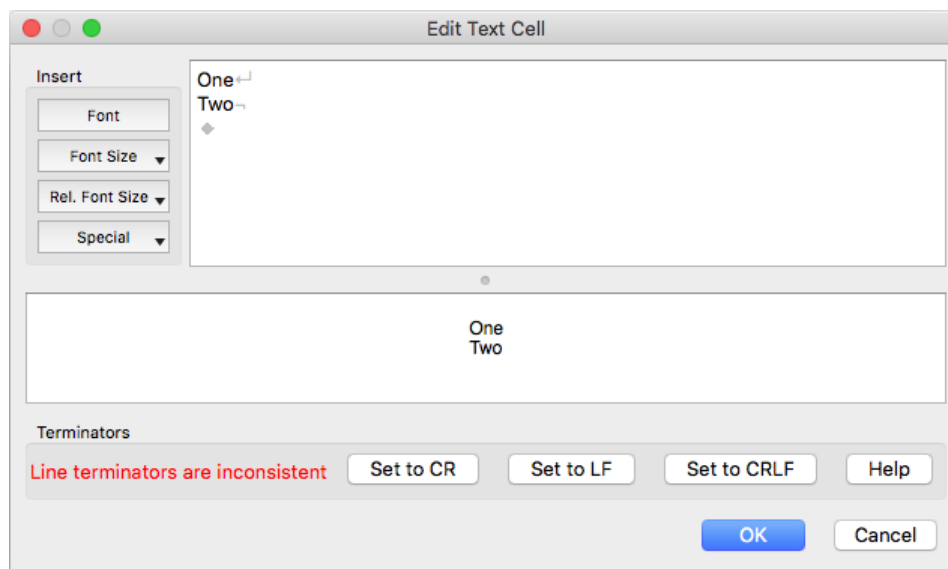 Edit Text Cell
Insert
Font
Font Size
Rel. Font Size
Special
One↵
Two¬
One
Two
Terminators
Line terminators are inconsistent
Set to CR
Set to LF
Set to CRLF
Help
OK
Cancel